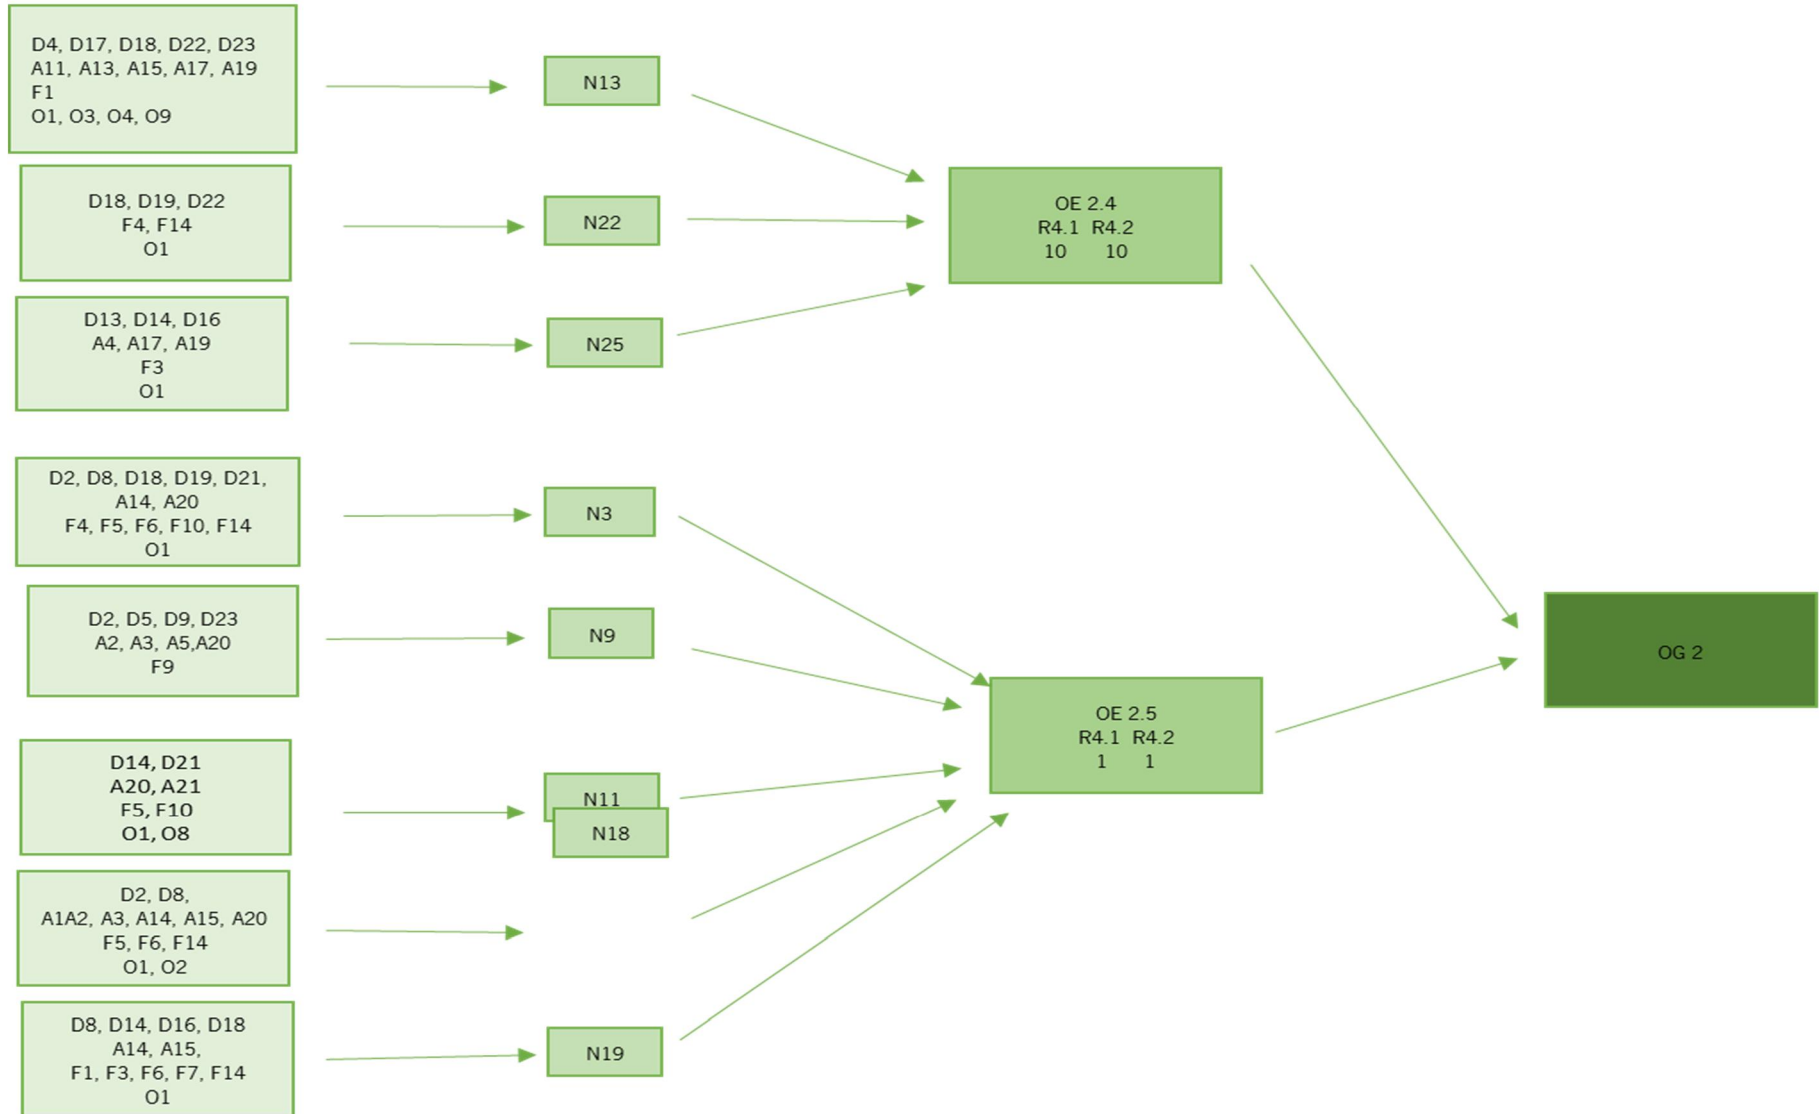 D4, D17, D18, D22, D23
A11, A13, A15, A17, A19
F1
O1, O3, O4, O9
N13
D18, D19, D22
F4, F14
O1
N22
D13, D14, D16
A4, A17, A19
F3
O1
N25
OE 2.4
R4.1 R4.2
10 10
D2, D8, D18, D19, D21,
A14, A20
F4, F5, F6, F10, F14
O1
N3
D2, D5, D9, D23
A2, A3, A5,A20
F9
N9
D14, D21
A20, A21
F5, F10
O1, O8
N11
N18
D2, D8,
A1A2, A3, A14, A15, A20
F5, F6, F14
O1, O2
D8, D14, D16, D18
A14, A15,
F1, F3, F6, F7, F14
O1
N19
OE 2.5
R4.1 R4.2
1 1
OG 2